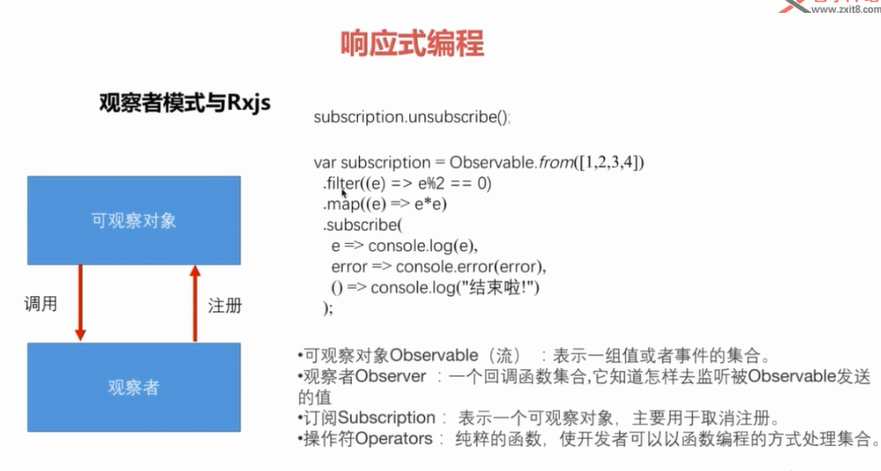 www.zxit8.com
响应式编程
观察者模式与Rxjs
subscription.unsubscribe();
var subscription = Observable.from([1,2,3,4])
.filter((e) => e%2 == 0)
.map((e) => e*e)
.subscribe(
e => console.log(e),
error => console.error(error),
() => console.log("结束啦!")
);
可观察对象
调用
注册
观察者
•可观察对象Observable（流）：表示一组值或者事件的集合。
•观察者Observer ：一个回调函数集合,它知道怎样去监听被Observable发送
的值
•订阅Subscription ：表示一个可观察对象，主要用于取消注册。
•操作符Operators ：纯粹的函数，使开发者可以以函数编程的方式处理集合。